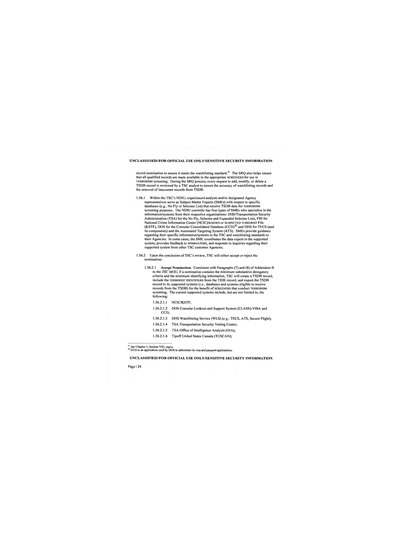 UNCLASSIFIED//FOR OFFICIAL USE ONLY/SENSITIVE SECURITY INFORMATION
record nomination to ensure it meets the watchlisting standard. The SRQ also helps ensure
that all qualified records are made available to the appropriate SCREENERS for use in
TERRORISM screening. During the SRQ process, every request to add, modify, or delete a
TSDB record is reviewed by a TSC analyst to ensure the accuracy of watchlisting records and
the removal of inaccurate records from TSDB.
1.56.1 Within the TSC's NDIU, experienced analysts and/or designated Agency
representatives serve as Subject Matter Experts (SMEs) with respect to specific
databases (e.g., No Fly or Selectee List) that receive TSDB data for TERRORISM
screening purposes. The NDIU currently has four types of SMEs who specialize in the
information/systems from their respective organizations: DHS/Transportation Security
Administration (TSA) for the No-Fly, Selectee and Expanded Selectee Lists, FBI for
National Crime Information Center (NCIC)/KNOWN or SUSPECTED TERRORIST File
(KSTF), DOS for the Consular Consolidated Database (CCD) and DHS for TECS (and
its components) and the Automated Targeting System (ATS). SMEs provide guidance
regarding their specific information/systems to the TSC and watchlisting standards to
their Agencies. In some cases, the SME coordinates the data export to the supported
system, provides feedback to NOMINATORS, and responds to inquiries regarding their
supported system from other TSC customer Agencies.
1.56.2 Upon the conclusion of TSC's review, TSC will either accept or reject the
nomination:
1.56.2.1 Accept Nomination. Consistent with Paragraphs (7) and (8) of Addendum B
to the TSC MOU, if a nomination contains the minimum substantive derogatory
criteria and the minimum identifying information, TSC will create a TSDB record,
include the TERRORIST IDENTIFIERS from the TIDE record, and export the TSDB
record to its supported systems (i.e., databases and systems eligible to receive
records from the TSDB) for the benefit of SCREENERS that conduct TERRORISM
screening. The current supported systems include, but are not limited to, the
following:
1.56.2.1.1 NCIC/KSTF;
1.56.2.1.2 DOS Consular Lookout and Support System (CLASS)-VISA and
CCD;
1.56.2.1.3 DHS Watchlisting Service (WLS) (e.g., TECS, ATS, Secure Flight);
1.56.2.1.4 TSA Transportation Security Vetting Center;
1.56.2.1.5 TSA-Office of Intelligence Analysis (OIA);
1.56.2.1.6 Tipoff United States Canada (TUSCAN);
See Chapter 1, Section
CCD is an application used by DOS to administer its visa and passport applications.
UNCLASSIFIED//FOR OFFICIAL USE ONLY/SENSITIVE SECURITY INFORMATION
Page | 24